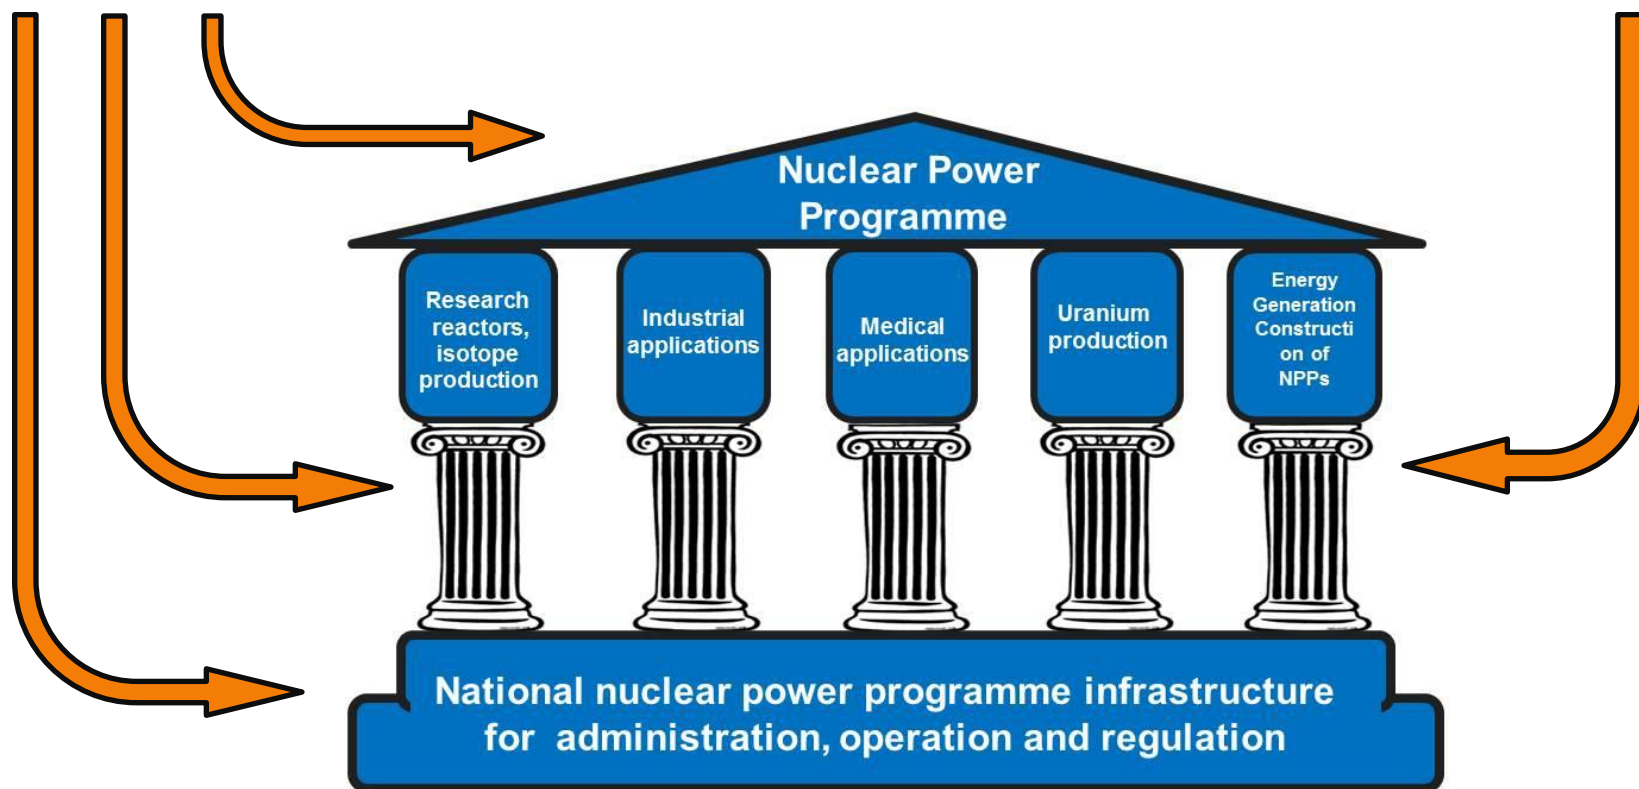 Nuclear Power
Programme
Research
reactors,
isotope
production
Industrial
applications
Medical
applications
Uranium
production
Energy
Generation
Constructi
on of
NPPs
National nuclear power programme infrastructure
for administration, operation and regulation